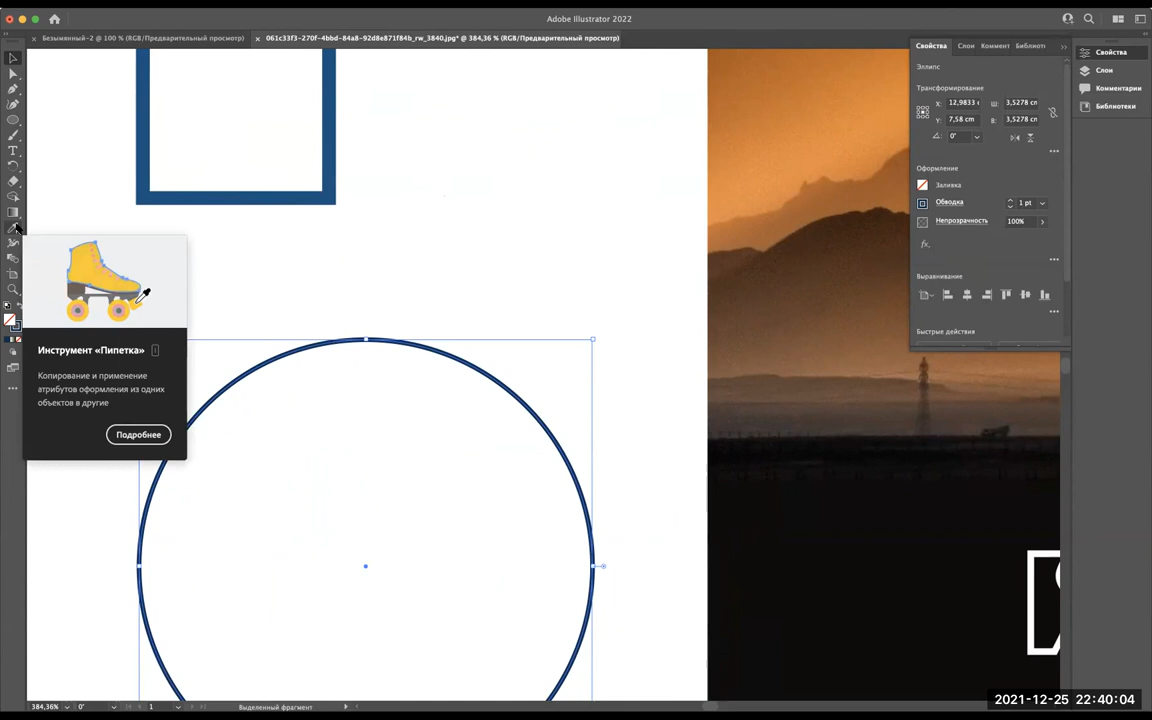 Adobe Illustrator 2022
Безымянный-2 @ 100 % (RGB/Предварительный просмотр)
061c33f3-270f-4bbd-84a8-92d8e871f84b_rw_3840.jpg* @ 384,36 % (RGB/Предварительный просмотр)
Свойства
Слои
Коммент
Библиот
Свойства
Слои
Комментарии
Библиотеки
Эллипс
Трансформирование
X:
12,9833
Ш:
3,5278 cm
Y:
7,58 cm
В:
3,5278 cm
0°
Оформление
Заливка
Обводка
1 pt
Непрозрачность
100%
fx.
Выравнивание
Быстрые действия
Инструмент «Пипетка»
Копирование и применение
атрибутов оформления из одних
объектов в другие
Подробнее
384,36%
0°
1
Выделенный фрагмент
2021-12-25 22:40:04